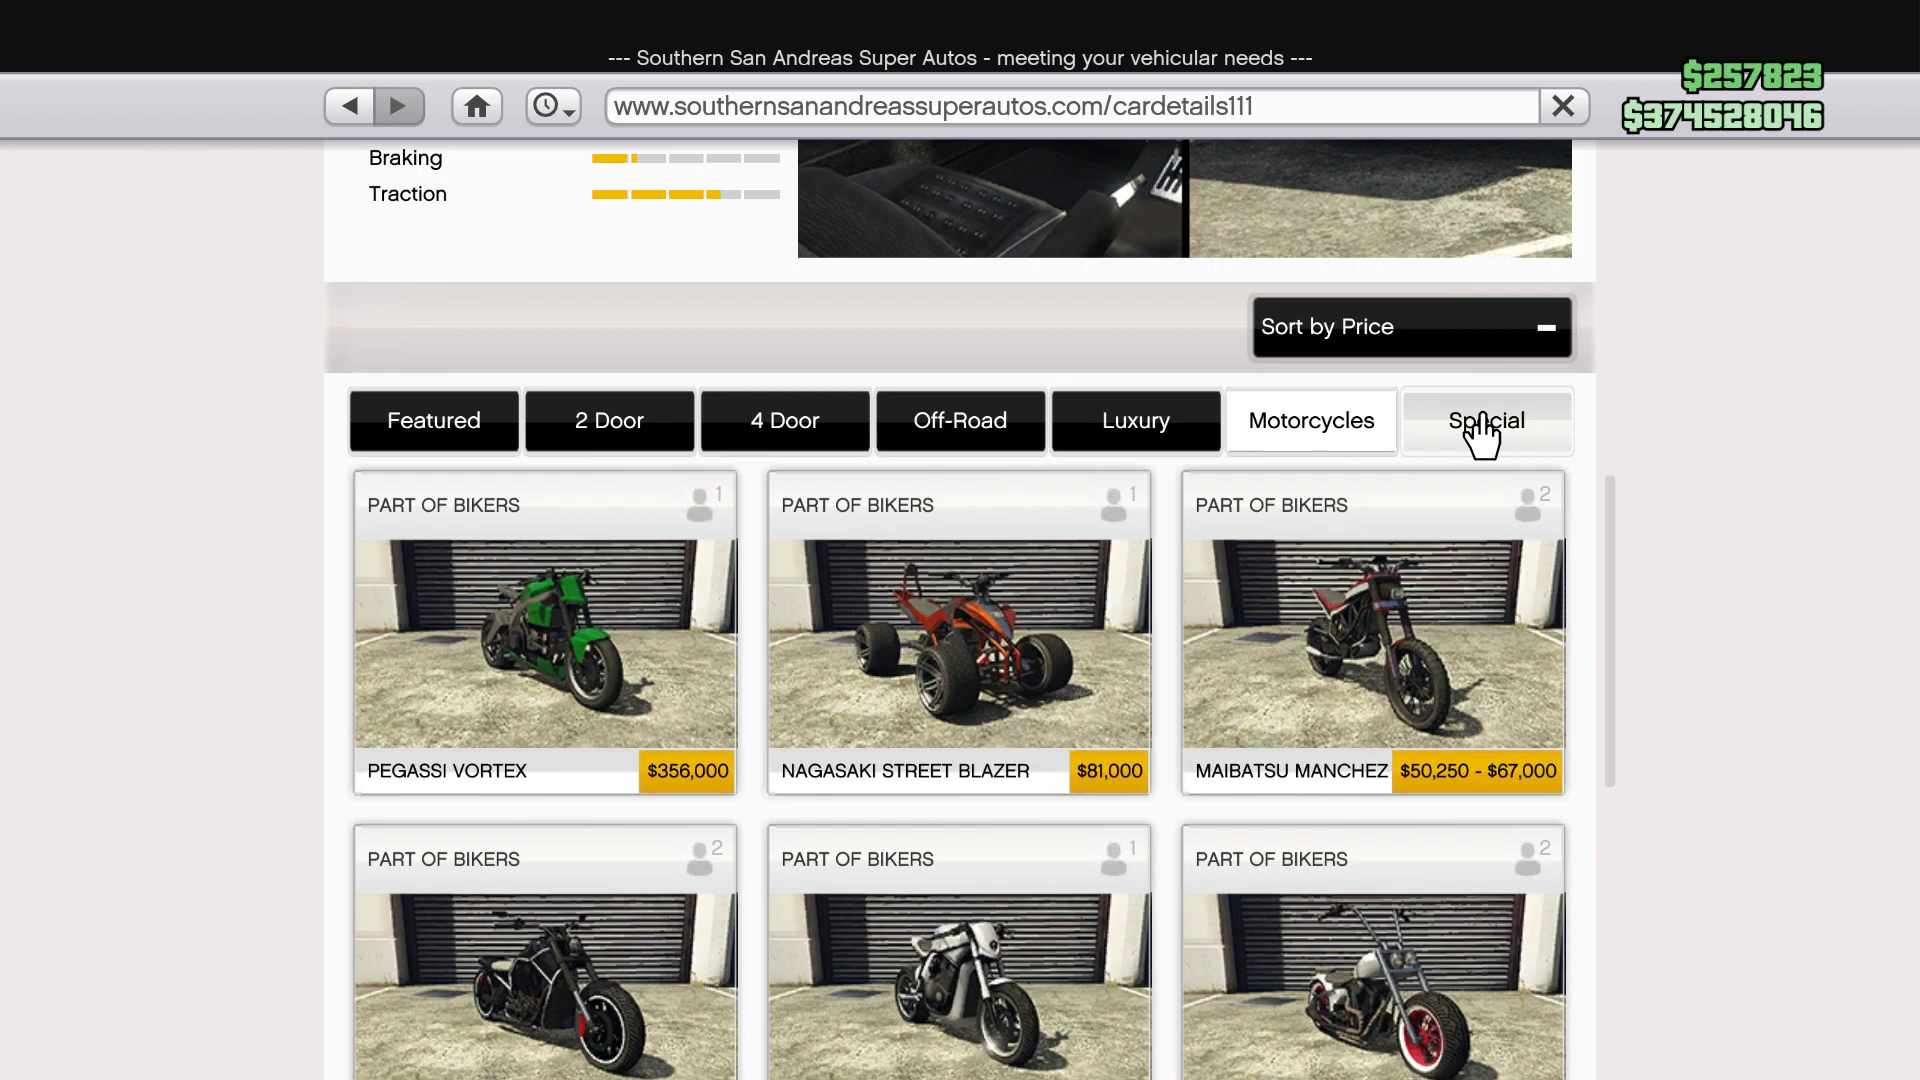 --- Southern San Andreas Super Autos - meeting your vehicular needs ---
$257823
www.southernsanandreassuperautos.com/cardetails111
$374528046
Braking
Traction
Sort by Price
Featured 2 Door 4 Door Off-Road Luxury Motorcycles Special
PART OF BIKERS 1
PART OF BIKERS 1
PART OF BIKERS 2
PEGASSI VORTEX $356,000
NAGASAKI STREET BLAZER $81,000
MAIBATSU MANCHEZ $50,250 - $67,000
PART OF BIKERS 2
PART OF BIKERS 1
PART OF BIKERS 2